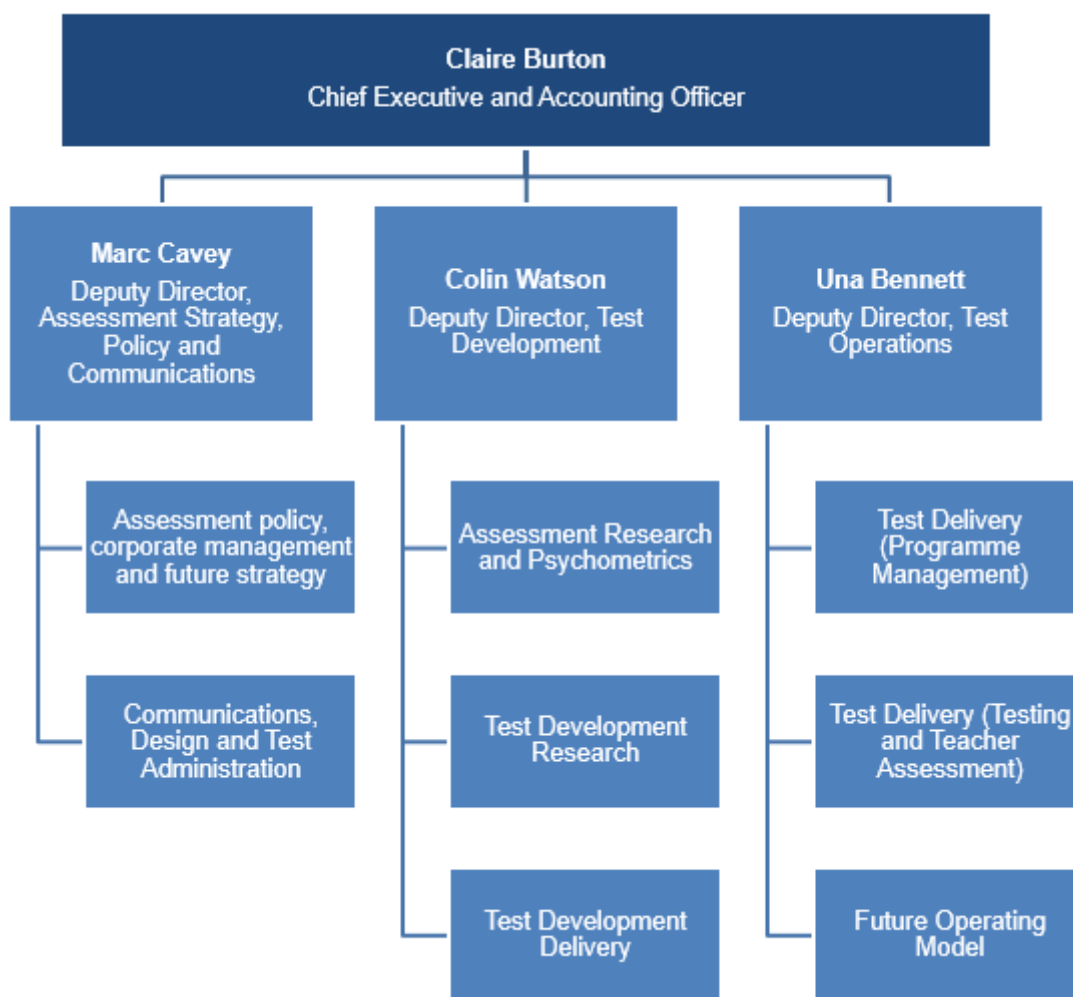 Claire Burton
Chief Executive and Accounting Officer
Marc Cavey
Deputy Director,
Assessment Strategy,
Policy and
Communications
Colin Watson
Deputy Director, Test
Development
Una Bennett
Deputy Director, Test
Operations
Assessment policy,
corporate management
and future strategy
Communications,
Design and Test
Administration
Assessment Research
and Psychometrics
Test Development
Research
Test Development
Delivery
Test Delivery
(Programme
Management)
Test Delivery (Testing
and Teacher
Assessment)
Future Operating
Model